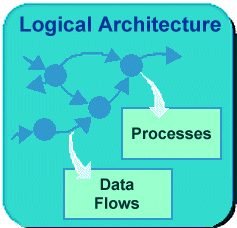 Logical Architecture
Processes
Data
Flows